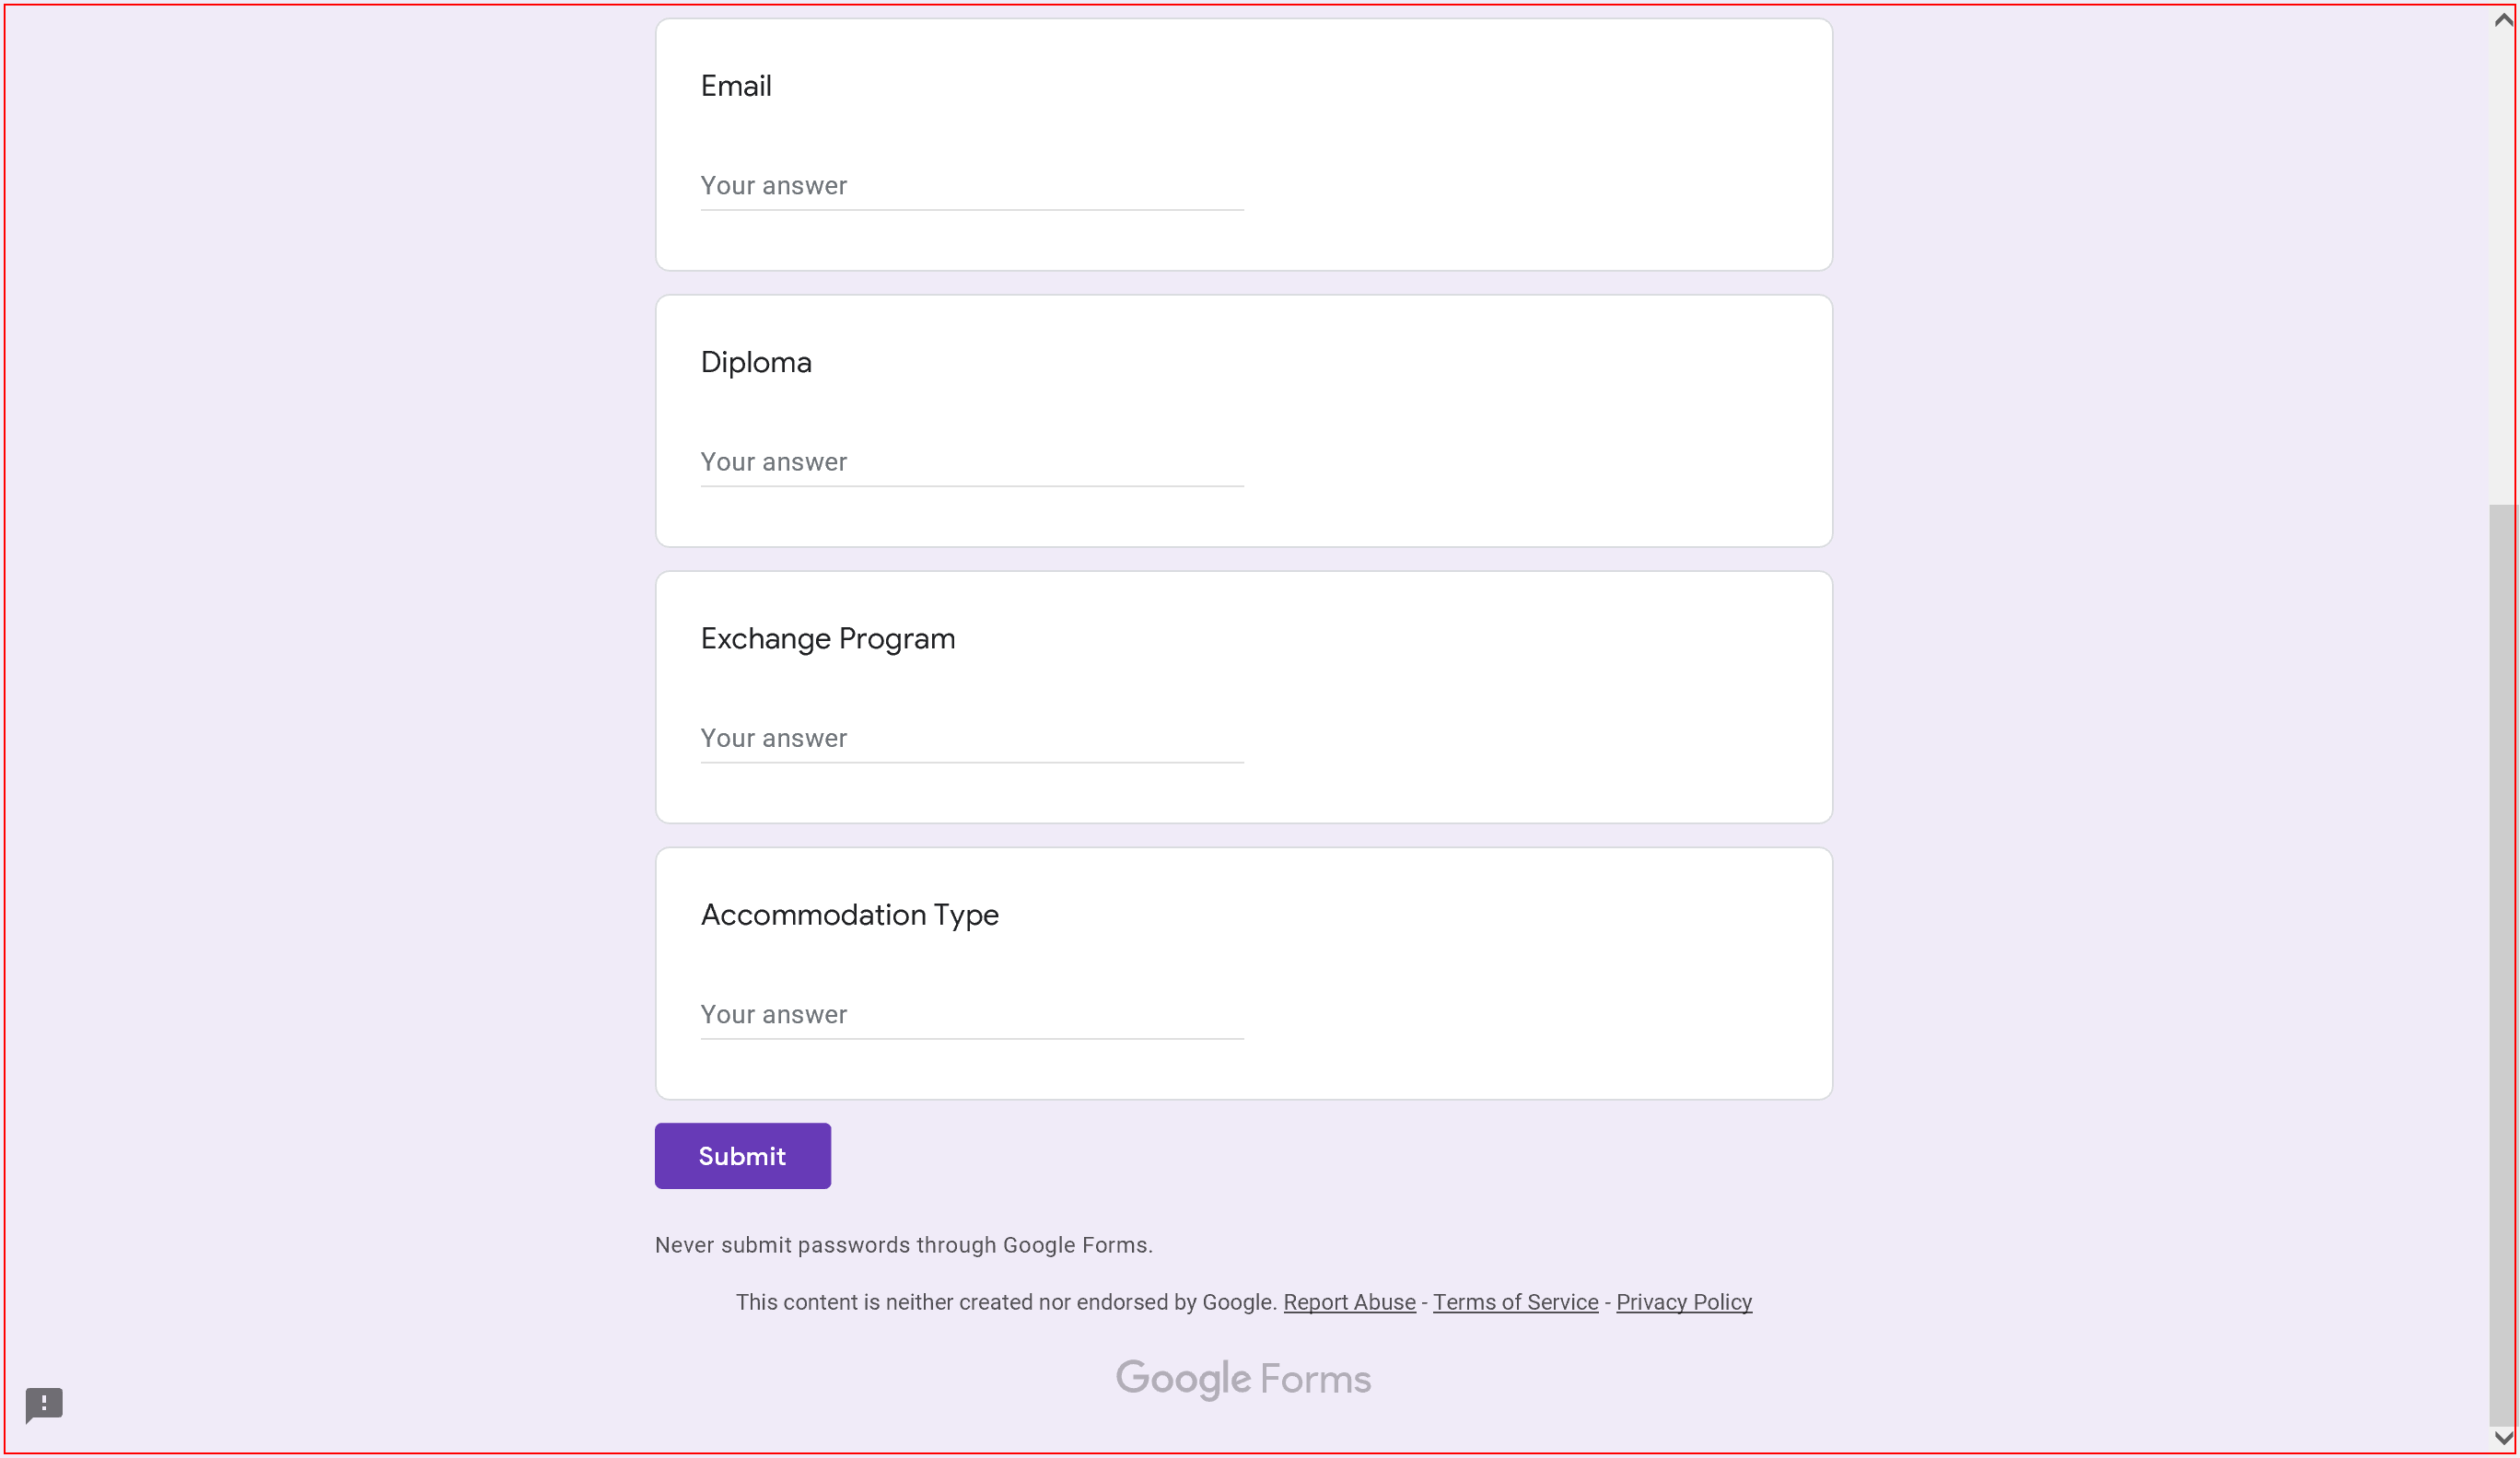 Email
Your answer
Diploma
Your answer
Exchange Program
Your answer
Accommodation Type
Your answer
Submit
Never submit passwords through Google Forms.
This content is neither created nor endorsed by Google. Report Abuse - Terms of Service - Privacy Policy
Google Forms